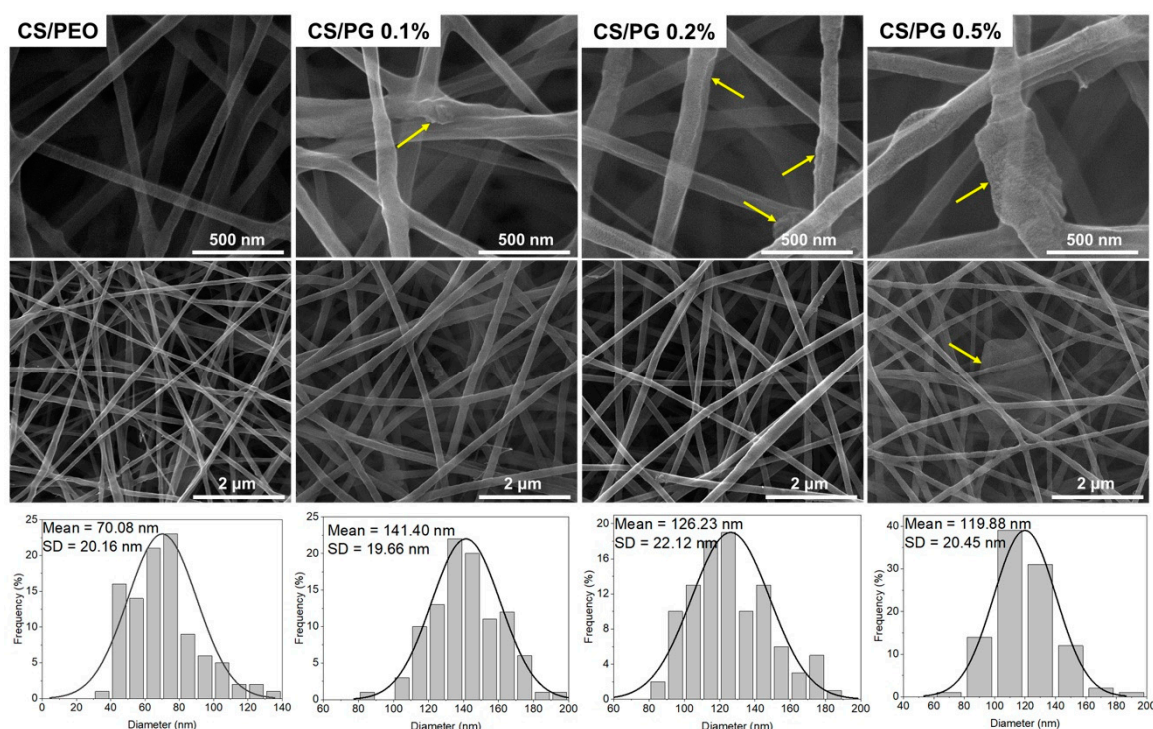 CS/PEO
CS/PG 0.1%
CS/PG 0.2%
CS/PG 0.5%
500 nm
500 nm
500 nm
500 nm
2 µm
2 µm
2 µm
2 µm
Mean = 70.08 nm
SD = 20.16 nm
Frequency (%)
25
20
15
10
5
0
0 20 40 60 80 100 120 140
Diameter (nm)
Mean = 141.40 nm
SD = 19.66 nm
Frequency (%)
25
20
15
10
5
0
60 80 100 120 140 160 180 200
Diameter (nm)
Mean = 126.23 nm
SD = 22.12 nm
Frequency (%)
20
15
10
5
0
60 80 100 120 140 160 180 200
Diameter (nm)
Mean = 119.88 nm
SD = 20.45 nm
Frequency (%)
40
30
20
10
0
40 60 80 100 120 140 160 180 200
Diameter (nm)